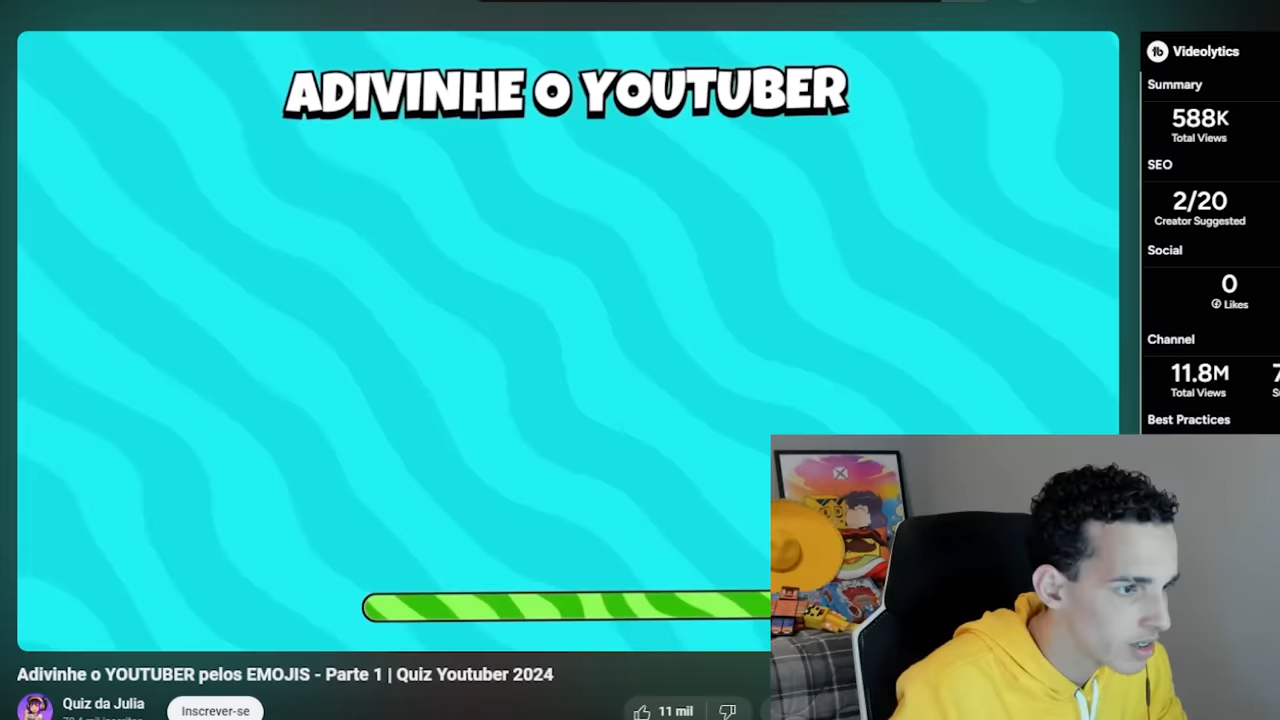 ADIVINHE O YOUTUBER
Videolytics
Summary
588K
Total Views
SEO
2/20
Creator Suggested
Social
0
Likes
Channel
11.8M
Total Views
Best Practices
Adivinhe o YOUTUBER pelos EMOJIS - Parte 1 | Quiz Youtuber 2024
Quiz da Julia
Inscrever-se
11 mil